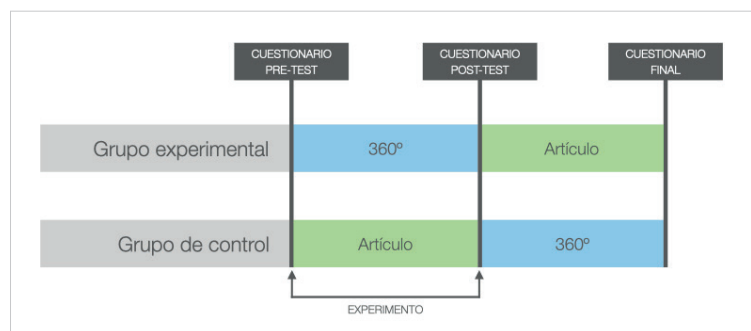 CUESTIONARIO
PRE-TEST
CUESTIONARIO
POST-TEST
CUESTIONARIO
FINAL
Grupo experimental
360º
Artículo
Grupo de control
Artículo
360º
EXPERIMENTO